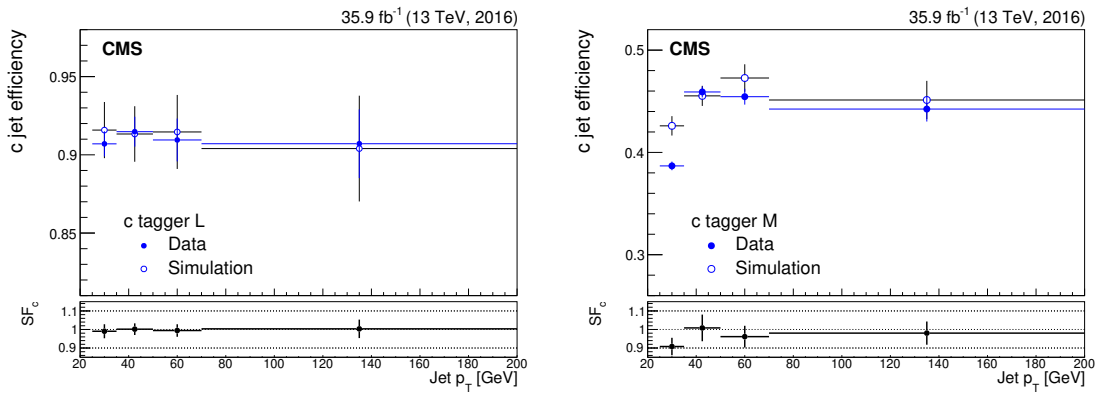 35.9 fb-1 (13 TeV, 2016)
CMS
c jet efficiency
0.95
0.9
0.85
c tagger L
Data
Simulation
SFc
1.1
1
0.9
20 40 60 80 100 120 140 160 180 200
Jet pT [GeV]
35.9 fb-1 (13 TeV, 2016)
CMS
c jet efficiency
0.5
0.4
0.3
c tagger M
Data
Simulation
SFc
1.1
1
0.9
20 40 60 80 100 120 140 160 180 200
Jet pT [GeV]